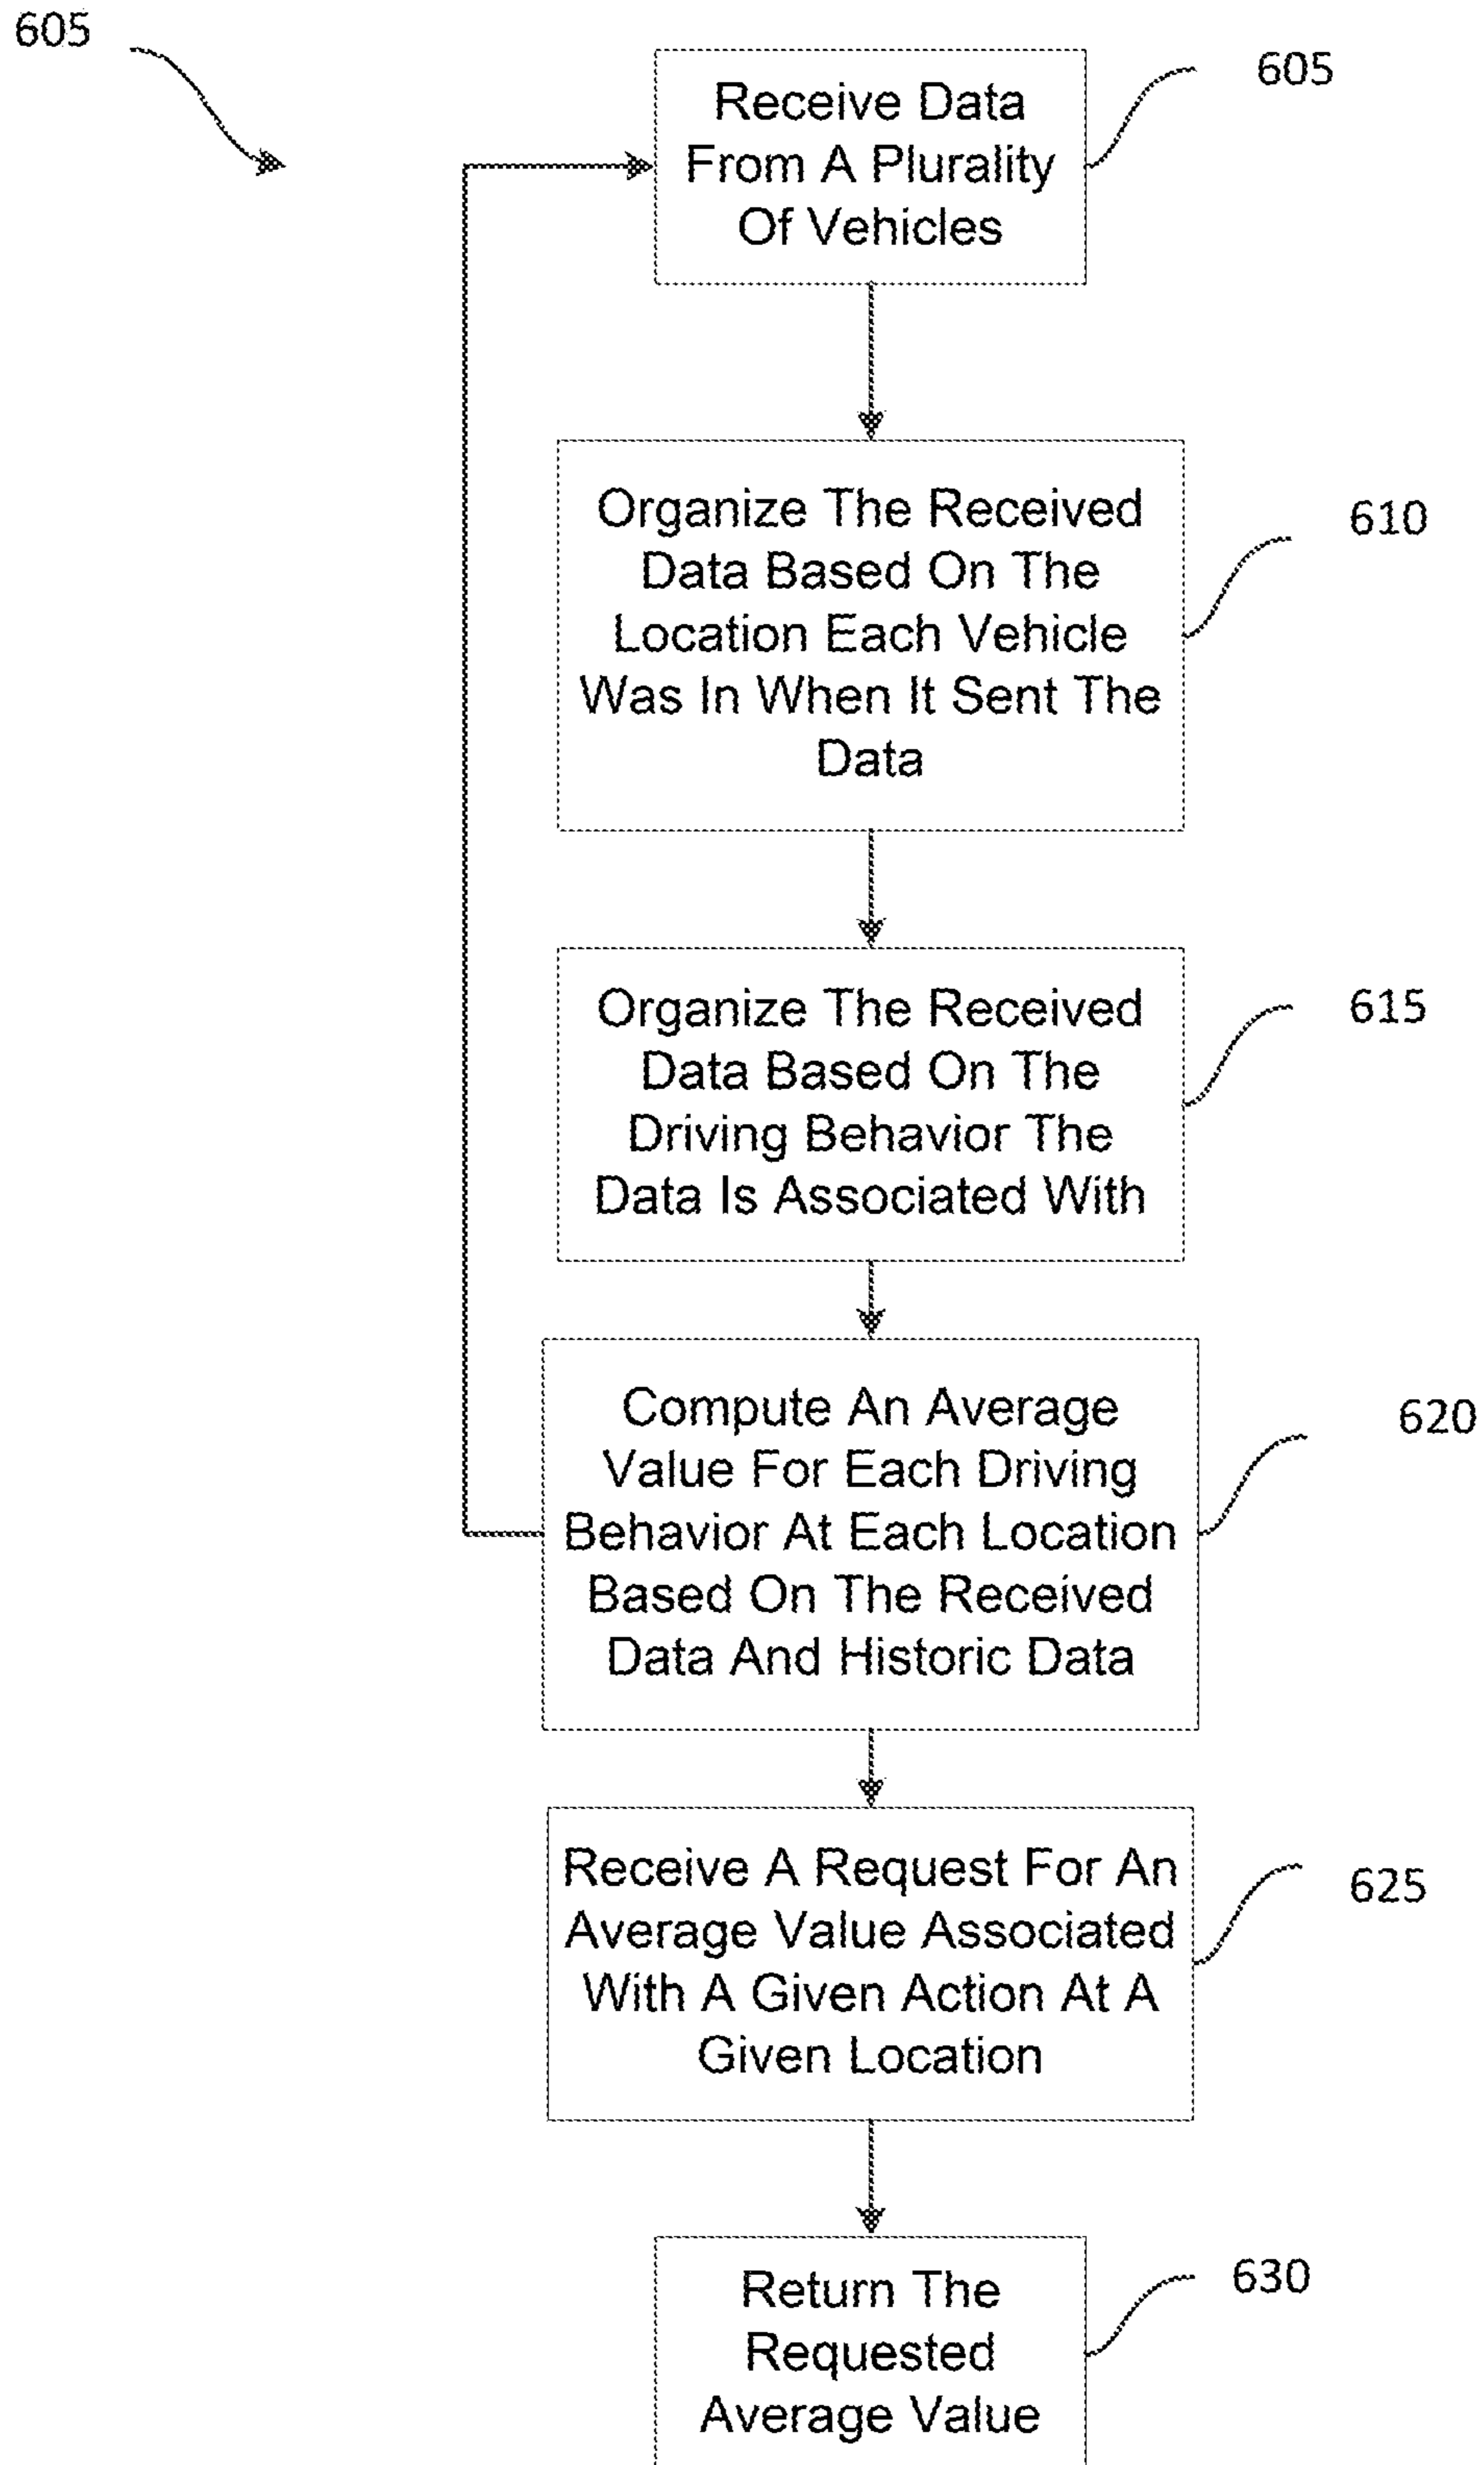 605
605
Receive Data
From A Plurality
Of Vehicles
610
Organize The Received
Data Based On The
Location Each Vehicle
Was In When It Sent The
Data
615
Organize The Received
Data Based On The
Driving Behavior The
Data Is Associated With
620
Compute An Average
Value For Each Driving
Behavior At Each Location
Based On The Received
Data And Historic Data
625
Receive A Request For An
Average Value Associated
With A Given Action At A
Given Location
630
Return The
Requested
Average Value